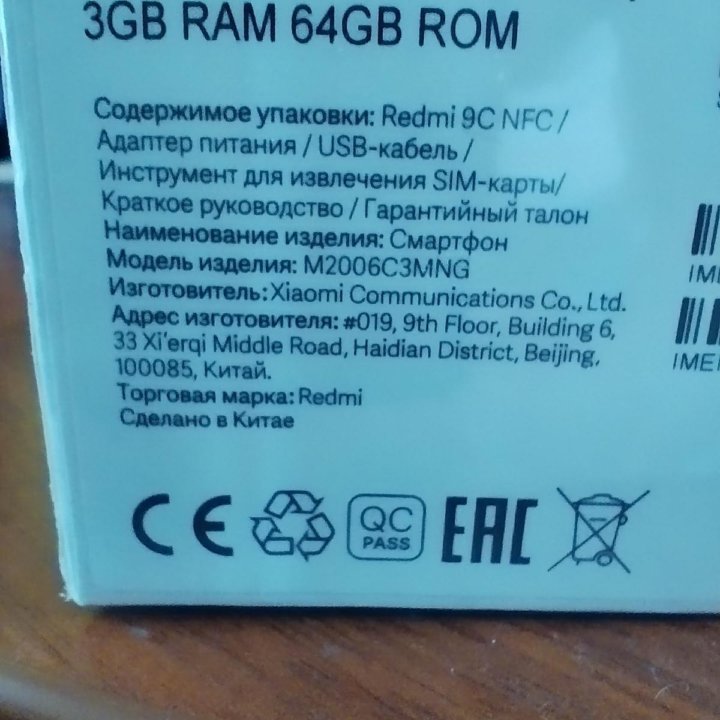 3GB RAM 64GB ROM
Содержимое упаковки: Redmi 9C NFC /
Адаптер питания / USB-кабель /
Инструмент для извлечения SIM-карты/
Краткое руководство / Гарантийный талон
Наименование изделия: Смартфон
Модель изделия: M2006C3MNG
Изготовитель:Xiaomi Communications Co., Ltd.
Адрес изготовителя: #019, 9th Floor, Building 6,
33 Xi'erqi Middle Road, Haidian District, Beijing,
100085, Китай.
Торговая марка: Redmi
Сделано в Китае
CE
QC
PASS
EAC